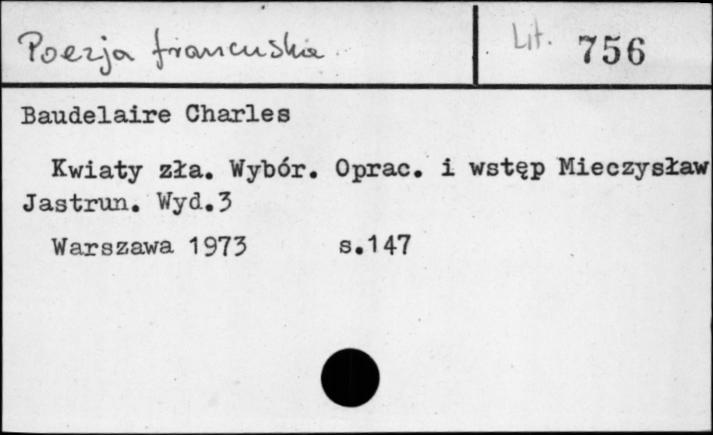 Poezja francuska
Lit. 756
Baudelaire Charles
Kwiaty zła. Wybór. Oprac. i wstęp Mieczysław
Jastrun. Wyd.3
Warszawa 1973 s.147